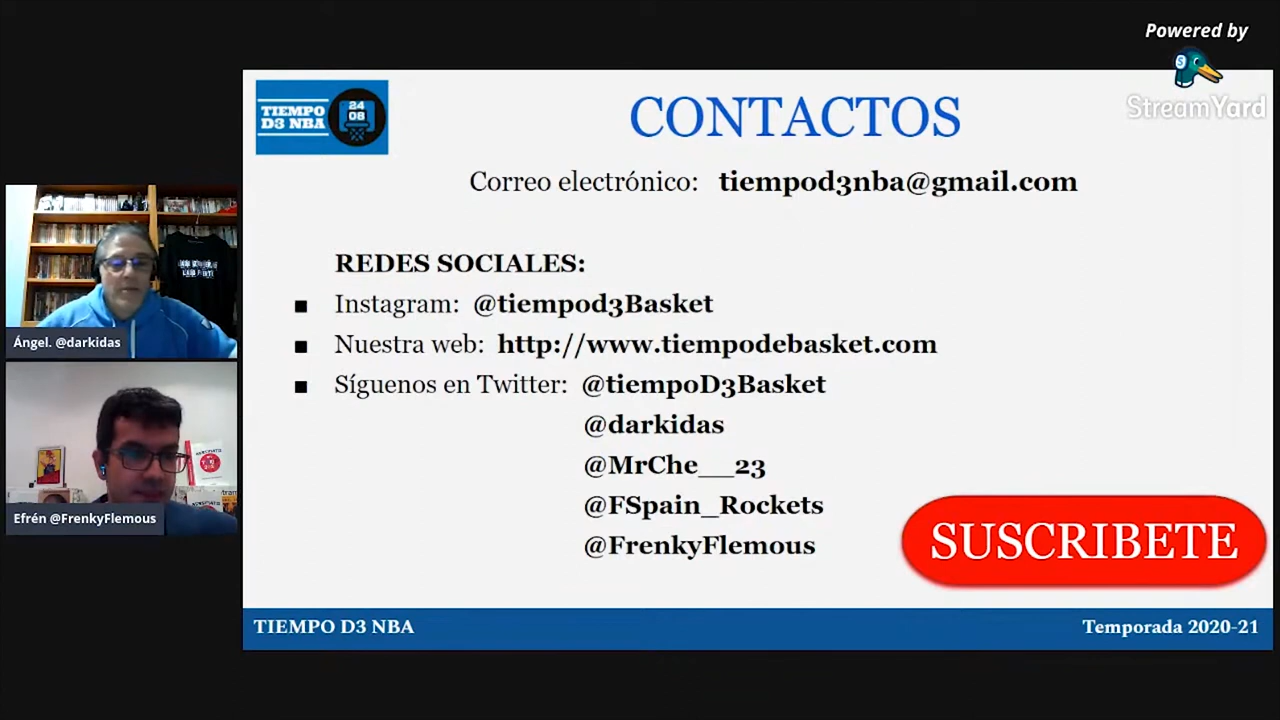 Powered by
StreamYard
TIEMPO
D3 NBA
24
08
CONTACTOS
Correo electrónico: tiempod3nba@gmail.com
REDES SOCIALES:
■ Instagram: @tiempod3Basket
■ Nuestra web: http://www.tiempodebasket.com
■ Síguenos en Twitter: @tiempoD3Basket
@darkidas
@MrChe__23
@FSpain_Rockets
@FrenkyFlemous
SUSCRIBETE
TIEMPO D3 NBA
Temporada 2020-21
Ángel. @darkidas
Efrén @FrenkyFlemous